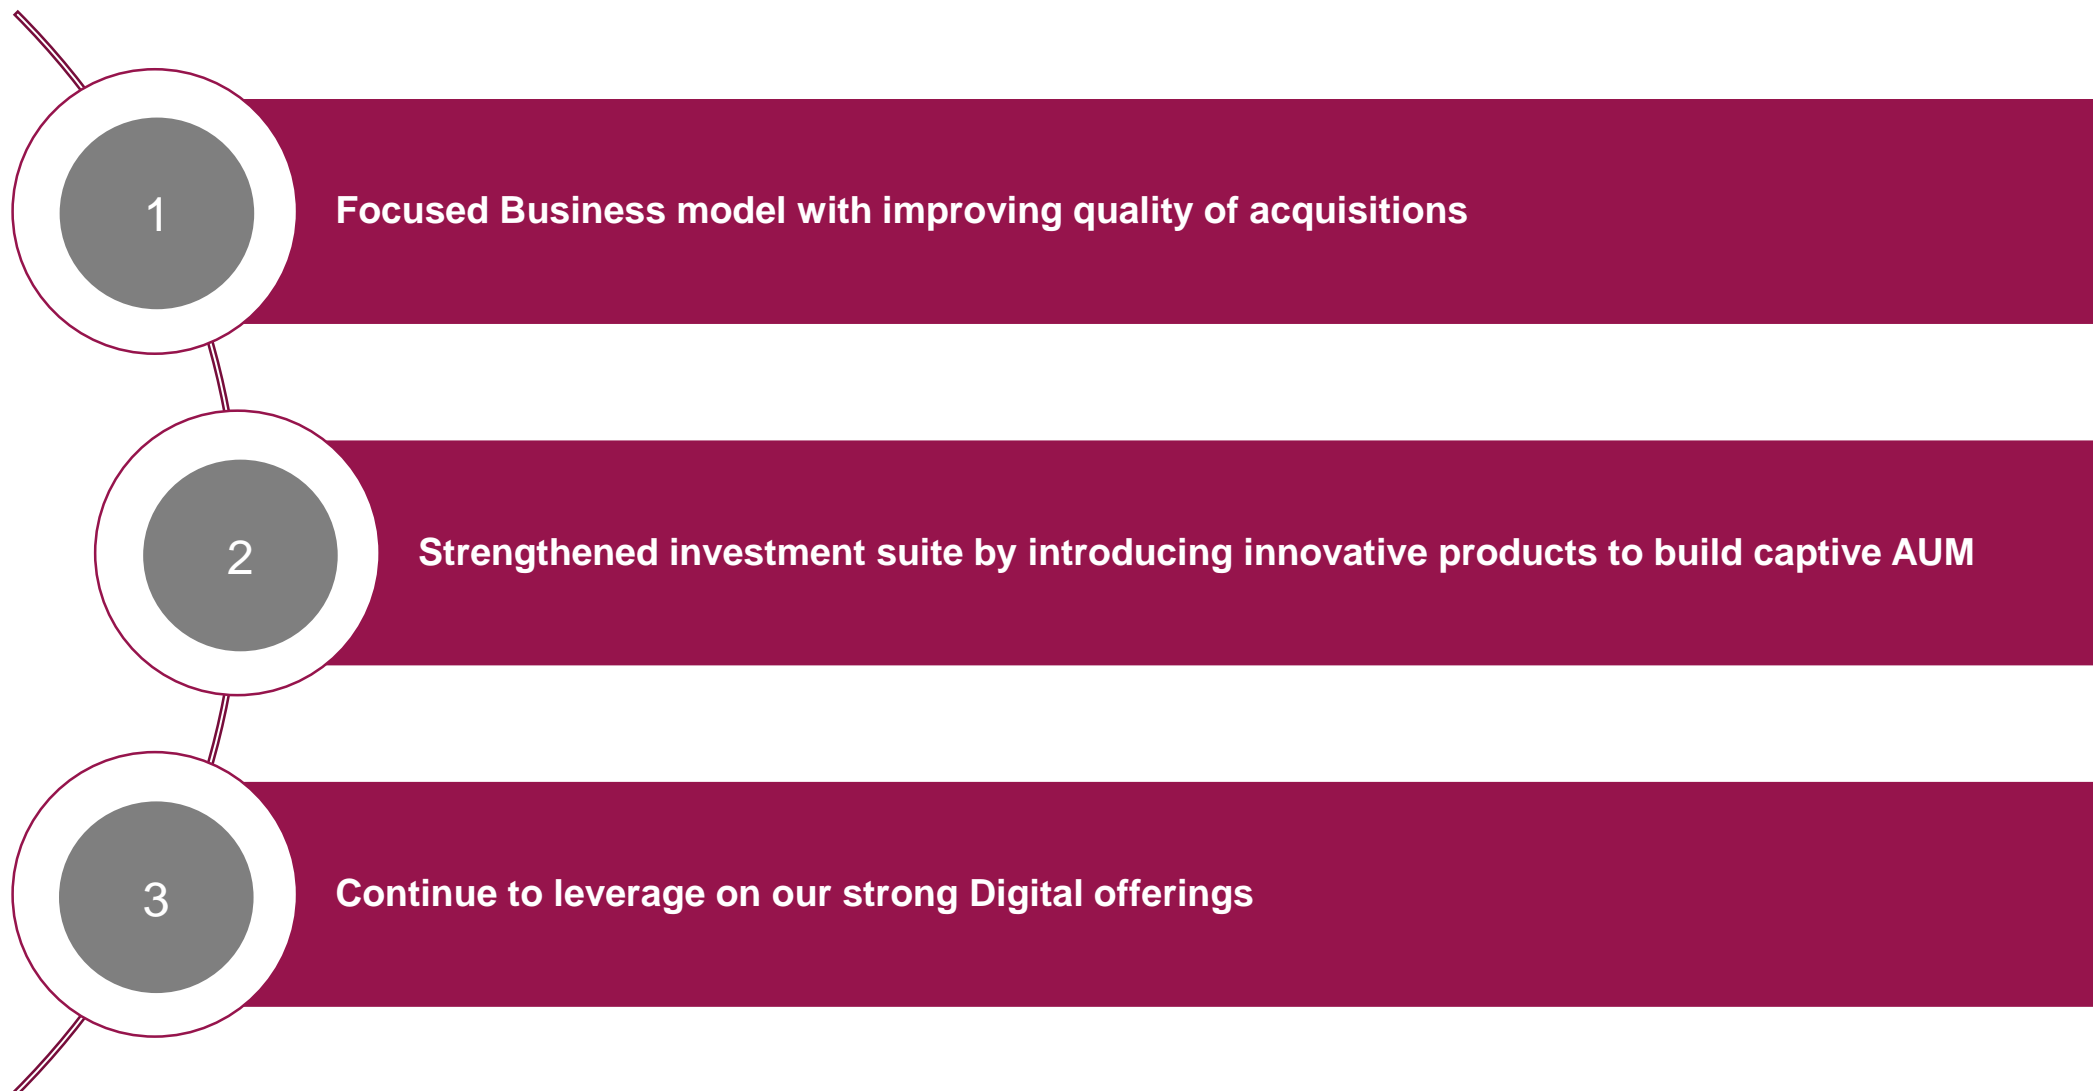 1
Focused Business model with improving quality of acquisitions
2
Strengthened investment suite by introducing innovative products to build captive AUM
3
Continue to leverage on our strong Digital offerings